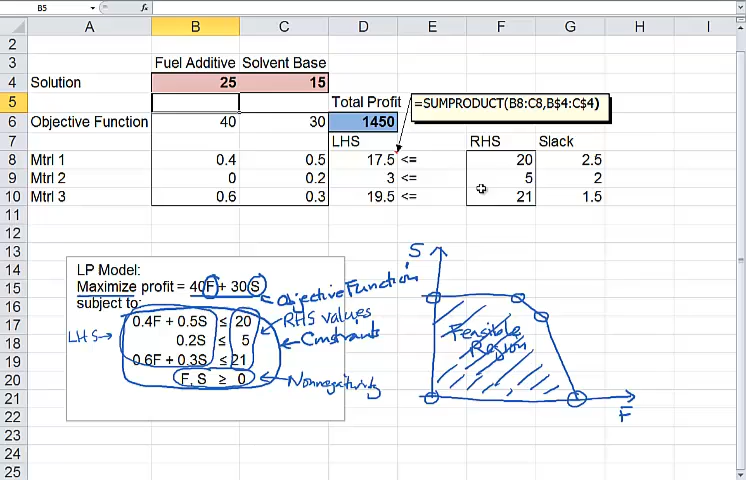 B5 fx
A B C D E F G H I
2
3 Fuel Additive Solvent Base
4 Solution 25 15
5 Total Profit =SUMPRODUCT(B8:C8,B$4:C$4)
6 Objective Function 40 30 1450
7 LHS RHS Slack
8 Mtrl 1 0.4 0.5 17.5 <= 20 2.5
9 Mtrl 2 0 0.2 3 <= 5 2
10 Mtrl 3 0.6 0.3 19.5 <= 21 1.5
11
12
13
14
15
16
17
18
19
20
21
22
23
24
25
LP Model:
Maximize profit = 40F + 30S
subject to:
0.4F + 0.5S ≤ 20
0.2S ≤ 5
0.6F + 0.3S ≤ 21
F, S ≥ 0
Objective Function
RHS values
LHS
Constraints
Nonnegativity
S
Feasible
Region
F